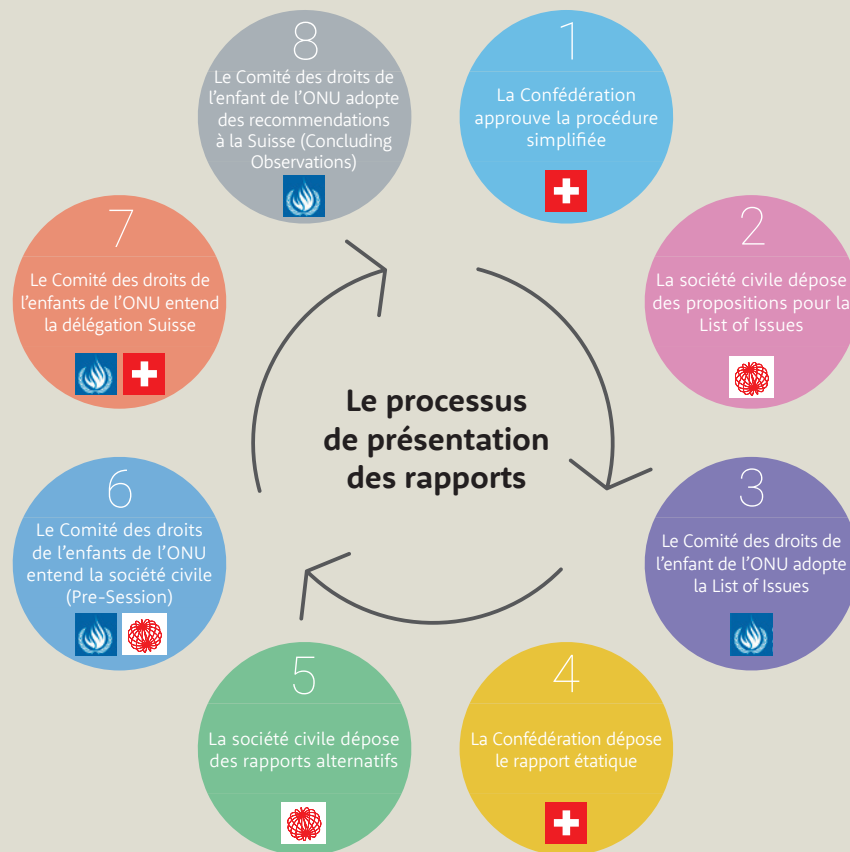 1
La Confédération
approuve la procédure
simplifiée
2
La société civile dépose
des propositions pour la
List of Issues
3
Le Comité des droits de
l'enfant de l'ONU adopte
la List of Issues
4
La Confédération dépose
le rapport étatique
5
La société civile dépose
des rapports alternatifs
6
Le Comité des droits
de l'enfants de l'ONU
entend la société civile
(Pre-Session)
7
Le Comité des droits de
l'enfants de l'ONU entend
la délégation Suisse
8
Le Comité des droits de
l'enfant de l'ONU adopte
des recommendations
à la Suisse (Concluding
Observations)
Le processus
de présentation
des rapports